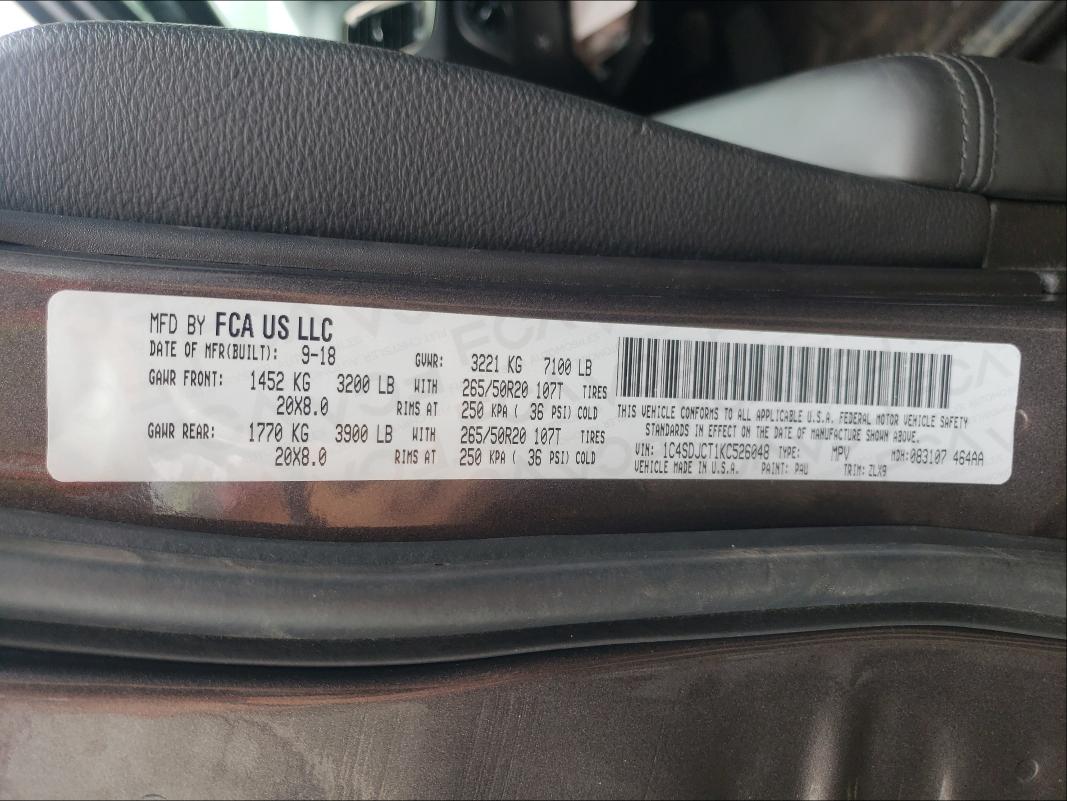 MFD BY FCA US LLC
DATE OF MFR(BUILT): 9-18 GVWR: 3221 KG 7100 LB
GAWR FRONT: 1452 KG 3200 LB WITH 265/50R20 107T TIRES
20X8.0 RIMS AT 250 KPA ( 36 PSI) COLD
GAWR REAR: 1770 KG 3900 LB WITH 265/50R20 107T TIRES
20X8.0 RIMS AT 250 KPA ( 36 PSI) COLD
THIS VEHICLE CONFORMS TO ALL APPLICABLE U.S.A. FEDERAL MOTOR VEHICLE SAFETY
STANDARDS IN EFFECT ON THE DATE OF MANUFACTURE SHOWN ABOVE.
VIN: 1C4SDJCT1KC526048 TYPE: MPV MDH: 083107 464AA
VEHICLE MADE IN U.S.A. PAINT: PAU TRIM: ZLX9